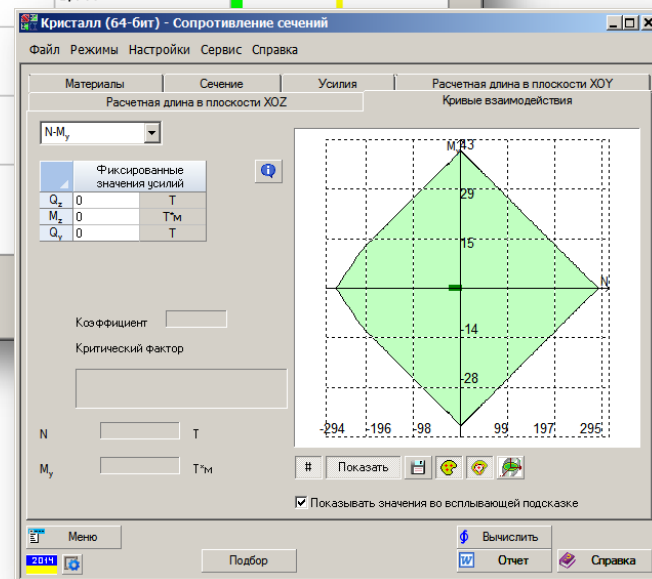 Кристалл (64-бит) - Сопротивление сечений
Файл Режимы Настройки Сервис Справка
Материалы Сечение Усилия Расчетная длина в плоскости XOY
Расчетная длина в плоскости XOZ Кривые взаимодействия
N-My
Фиксированные
значения усилий
Qz 0 Т
Mz 0 Т*м
Qy 0 Т
My 43
29
15
N
-14
-28
-294 -196 -98 99 197 295
Коэффициент
Критический фактор
N Т
My Т*м
# Показать
Показывать значения во всплывающей подсказке
Меню
Вычислить
2014
Подбор
Отчет
Справка